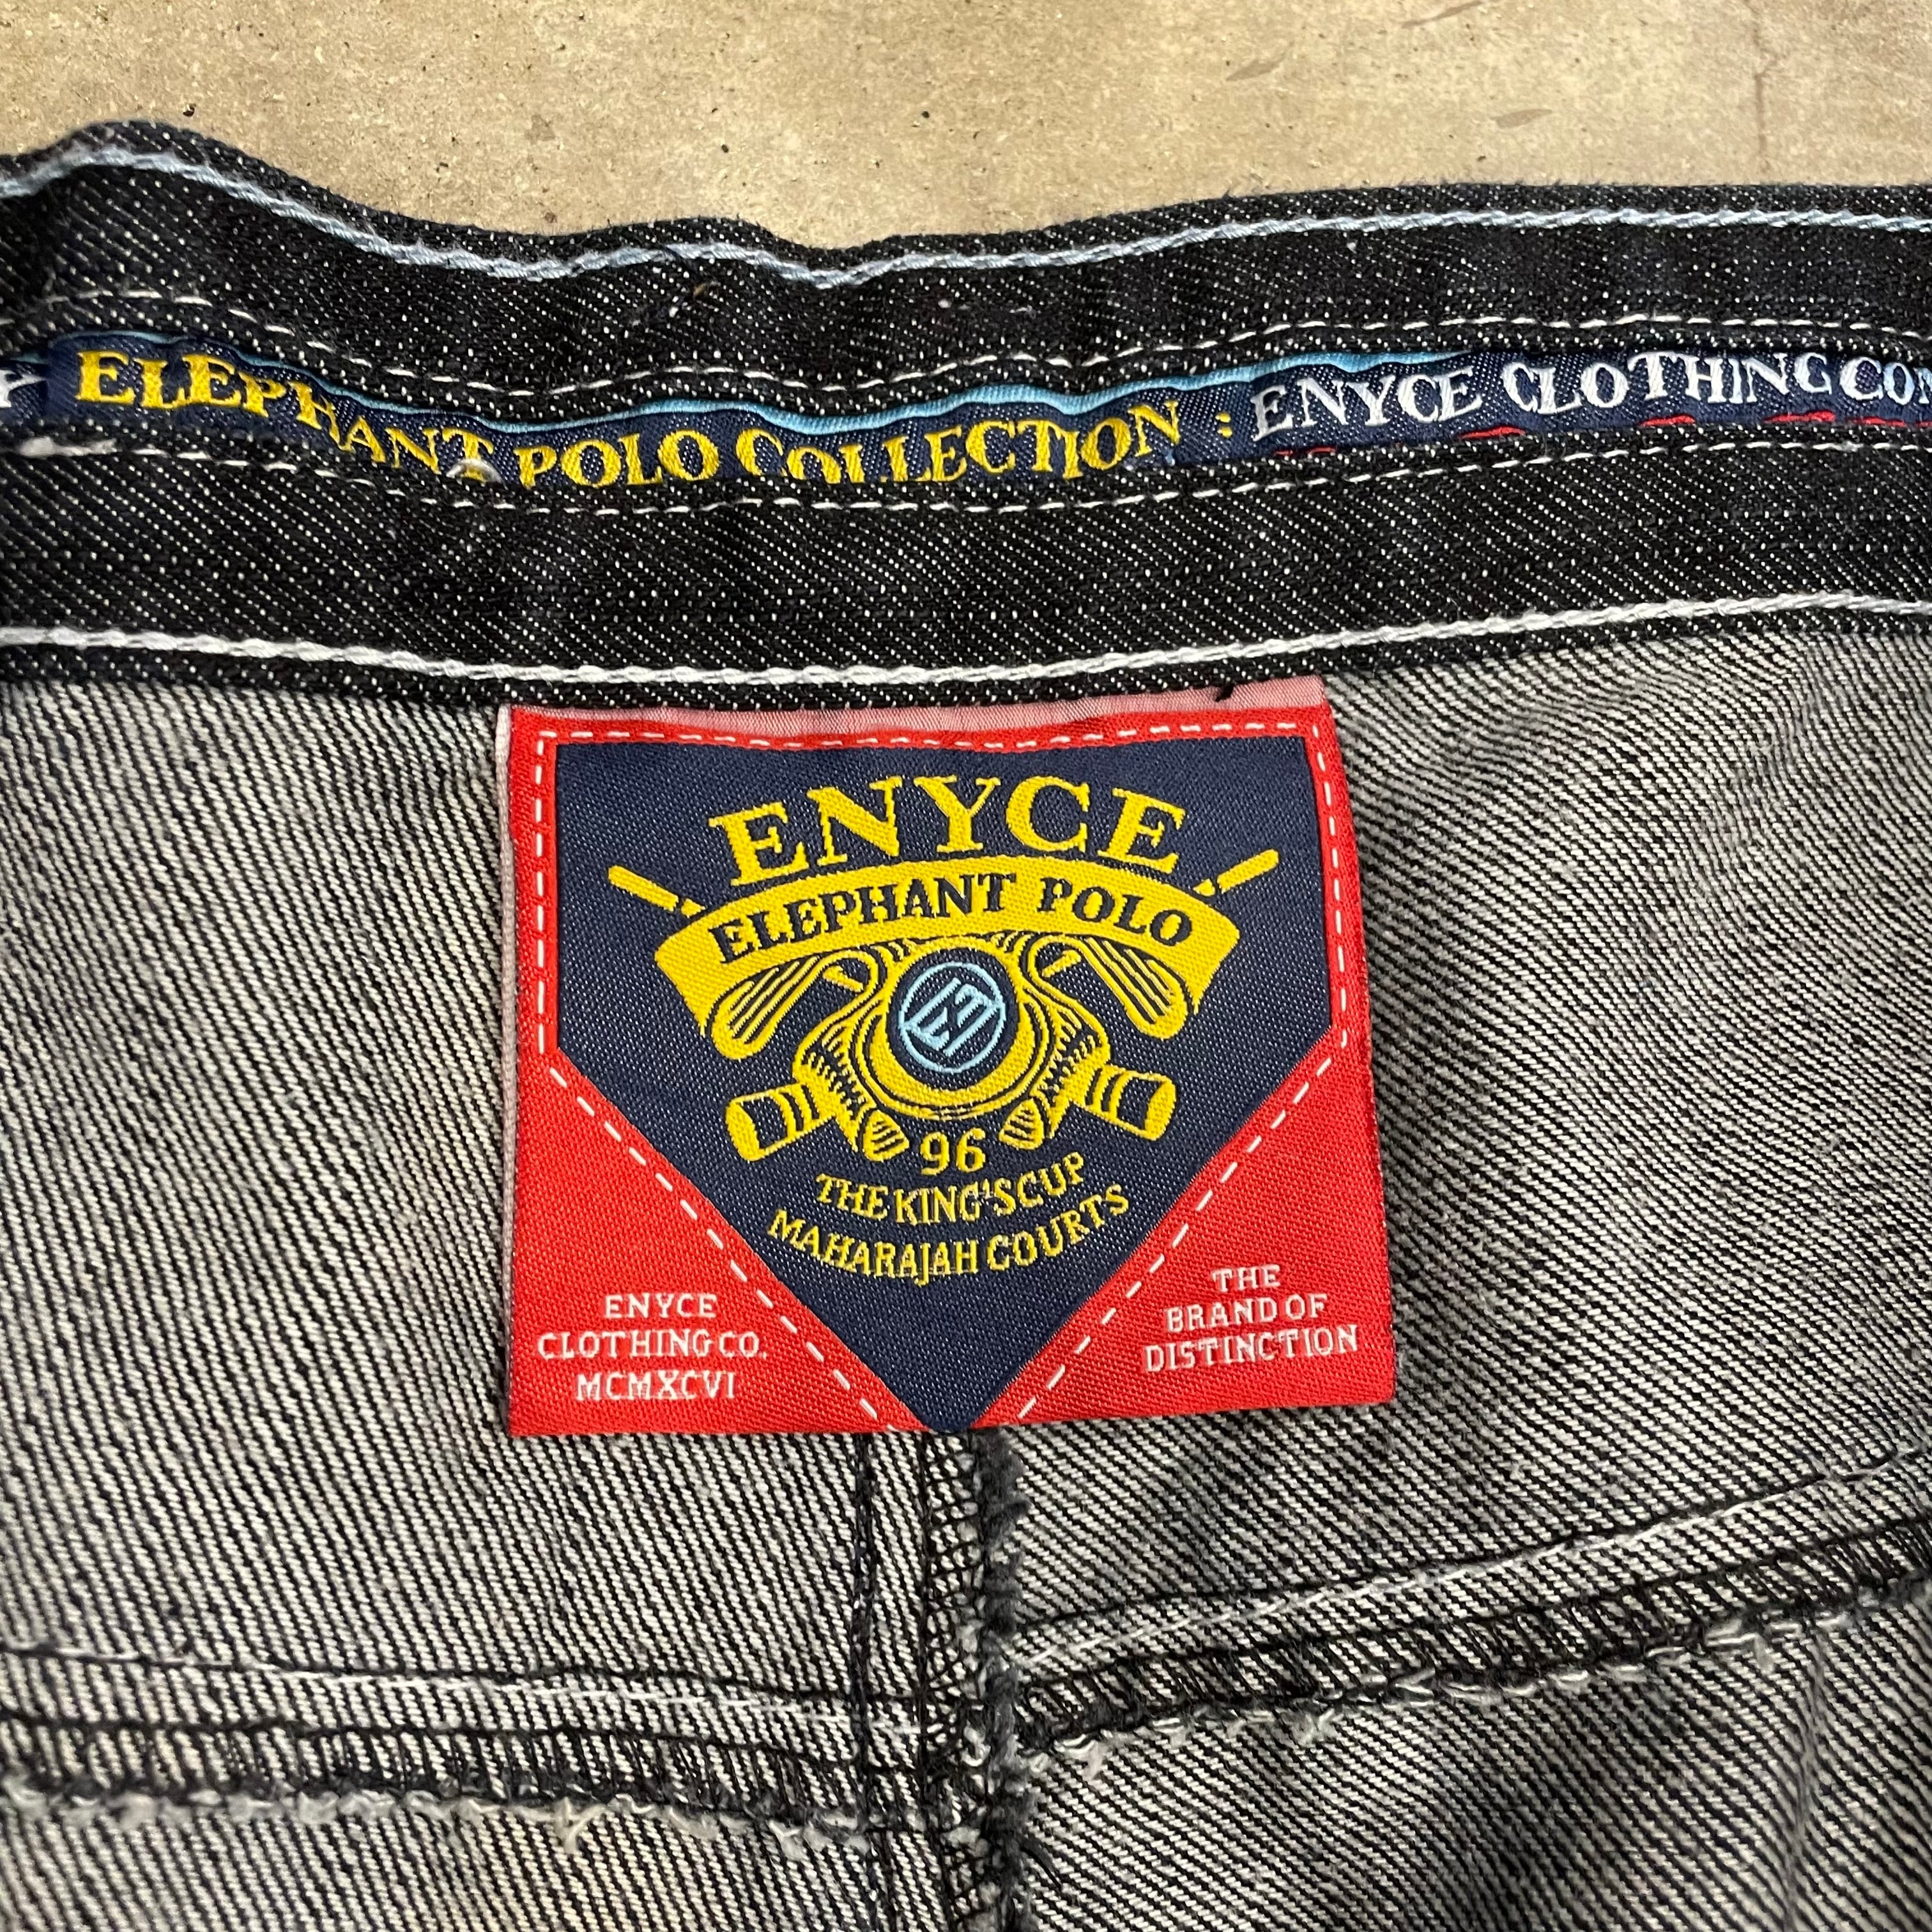 ELEPHANT POLO COLLECTION : ENYCE CLOTHING CO
ENYCE
ELEPHANT POLO
96
THE KING'S CUP
MAHARAJAH COURTS
ENYCE
CLOTHING CO.
MCMXCVI
THE
BRAND OF
DISTINCTION